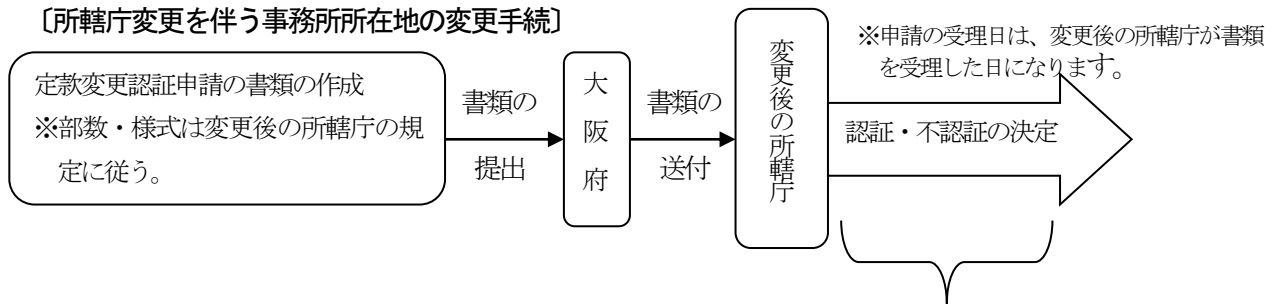 〔所轄庁変更を伴う事務所所在地の変更手続〕
定款変更認証申請の書類の作成
※部数・様式は変更後の所轄庁の規
定に従う。
書類の
提出
大阪府
書類の
送付
変更後の所轄庁
※申請の受理日は、変更後の所轄庁が書類
を受理した日になります。
認証・不認証の決定